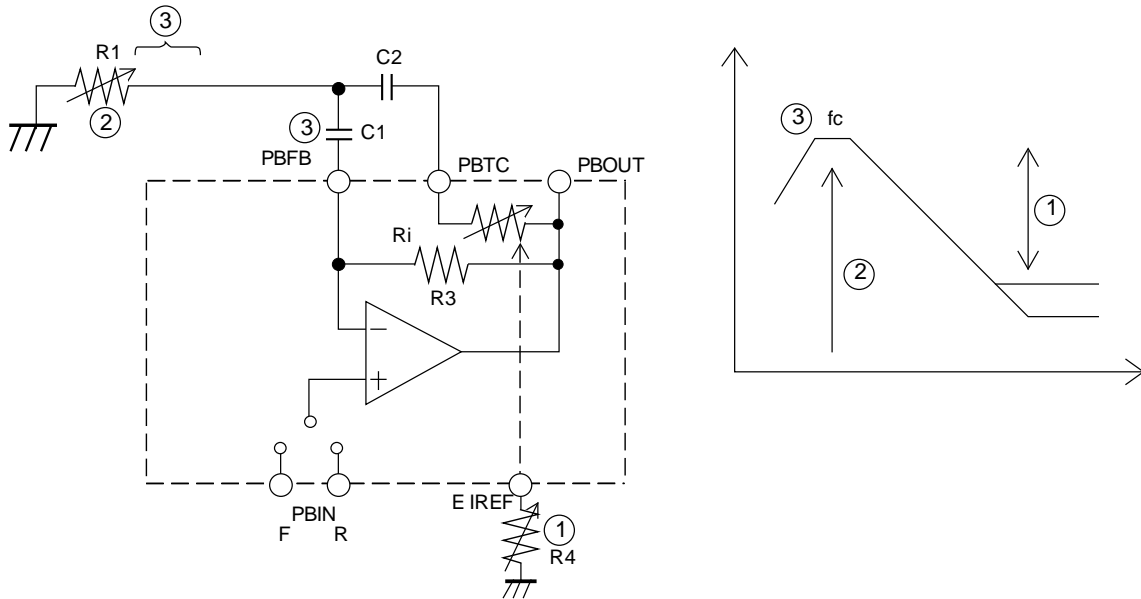 ③
R1
②
C2
③ C1
PBFB
PBTC
PBOUT
Ri
R3
−
+
E IREF
PBIN
F R
①
R4
③ fc
①
②